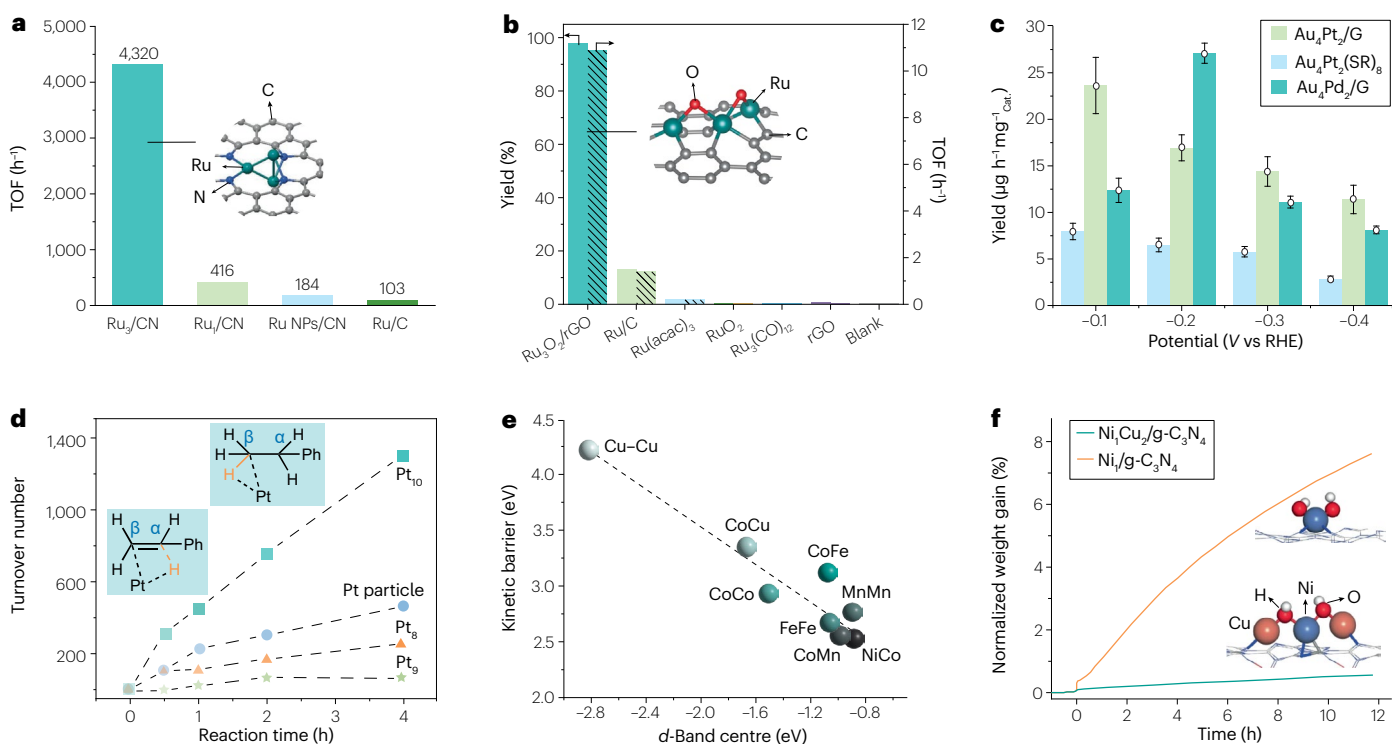 a
5,000
4,000
3,000
2,000
1,000
0
TOF (h⁻¹)
4,320
416
184
103
C
Ru
N
Ru₃/CN
Ru₁/CN
Ru NPs/CN
Ru/C
b
100
80
60
40
20
0
Yield (%)
12
11
10
9
8
7
6
5
4
3
2
1
0
TOF (h⁻¹)
O
Ru
C
Ru₃O₂/rGO
Ru/C
Ru(acac)₃
RuO₂
Ru₃(CO)₁₂
rGO
Blank
c
30
25
20
15
10
5
0
Yield (µg h⁻¹ mg⁻¹Cat.)
Au₄Pt₂/G
Au₄Pt₂(SR)₈
Au₄Pd₂/G
–0.1
–0.2
–0.3
–0.4
Potential (V vs RHE)
d
1,400
1,000
600
200
Turnover number
H
β
α
H
H
Ph
H
H
Pt
H
β
α
H
Ph
H
Pt
H
Pt₁₀
Pt particle
Pt₈
Pt₉
0
1
2
3
4
Reaction time (h)
e
4.5
4.0
3.5
3.0
2.5
2.0
Kinetic barrier (eV)
Cu–Cu
CoCu
CoFe
CoCo
MnMn
FeFe
CoMn
NiCo
–2.8
–2.4
–2.0
–1.6
–1.2
–0.8
d-Band centre (eV)
f
8
6
4
2
0
Normalized weight gain (%)
Ni₁Cu₂/g-C₃N₄
Ni₁/g-C₃N₄
H
Ni
O
Cu
0
2
4
6
8
10
12
Time (h)